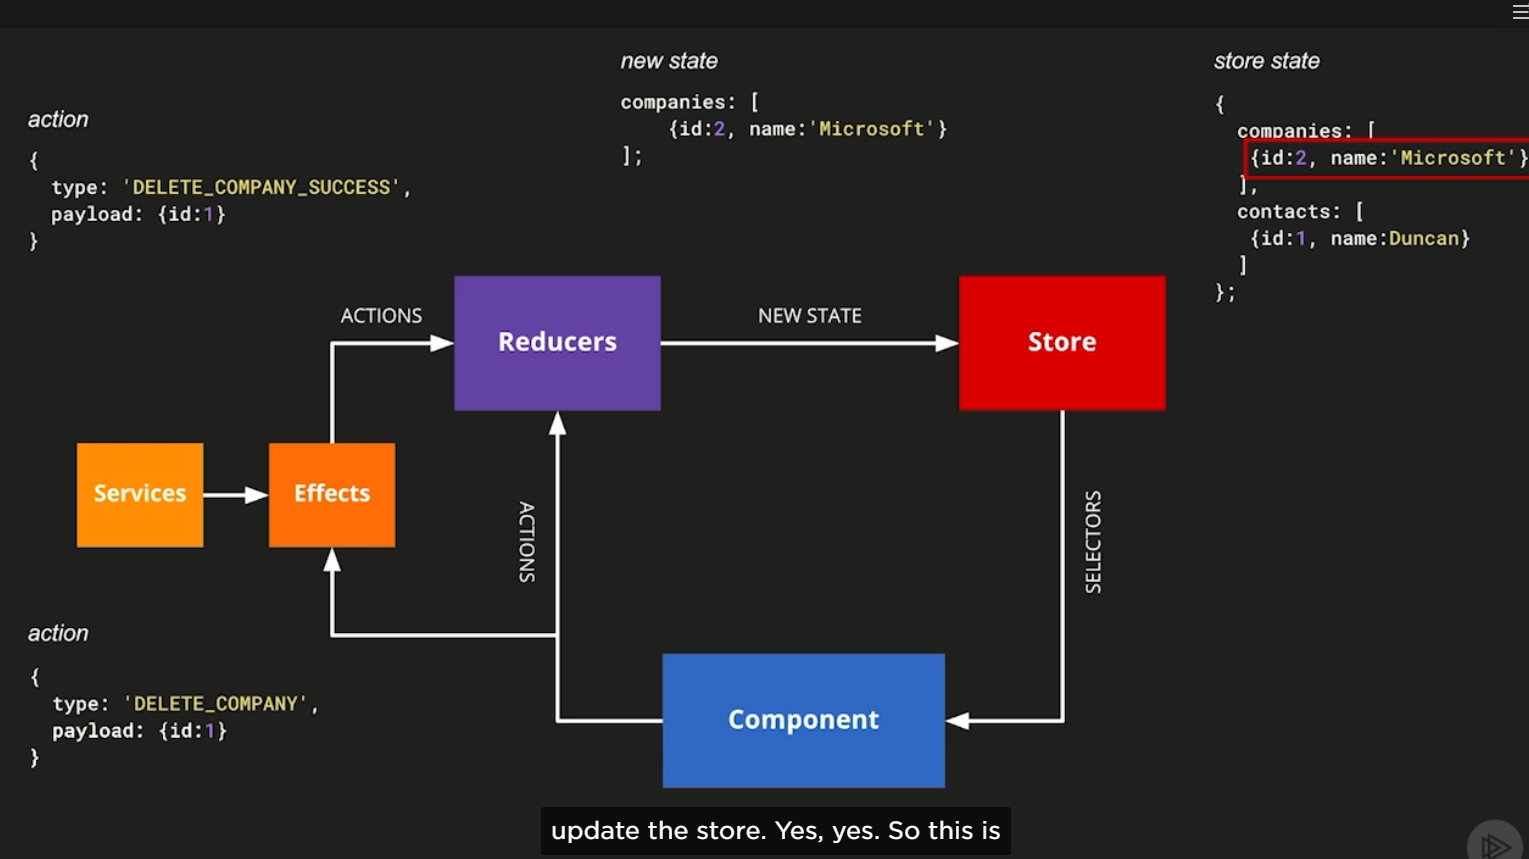 action
{
type: 'DELETE_COMPANY_SUCCESS',
payload: {id:1}
}
new state
companies: [
{id:2, name:'Microsoft'}
];
store state
{
companies: [
{id:2, name:'Microsoft'}
],
contacts: [
{id:1, name:Duncan}
]
};
ACTIONS
Reducers
NEW STATE
Store
Services
Effects
ACTIONS
SELECTORS
action
{
type: 'DELETE_COMPANY',
payload: {id:1}
}
Component
update the store. Yes, yes. So this is